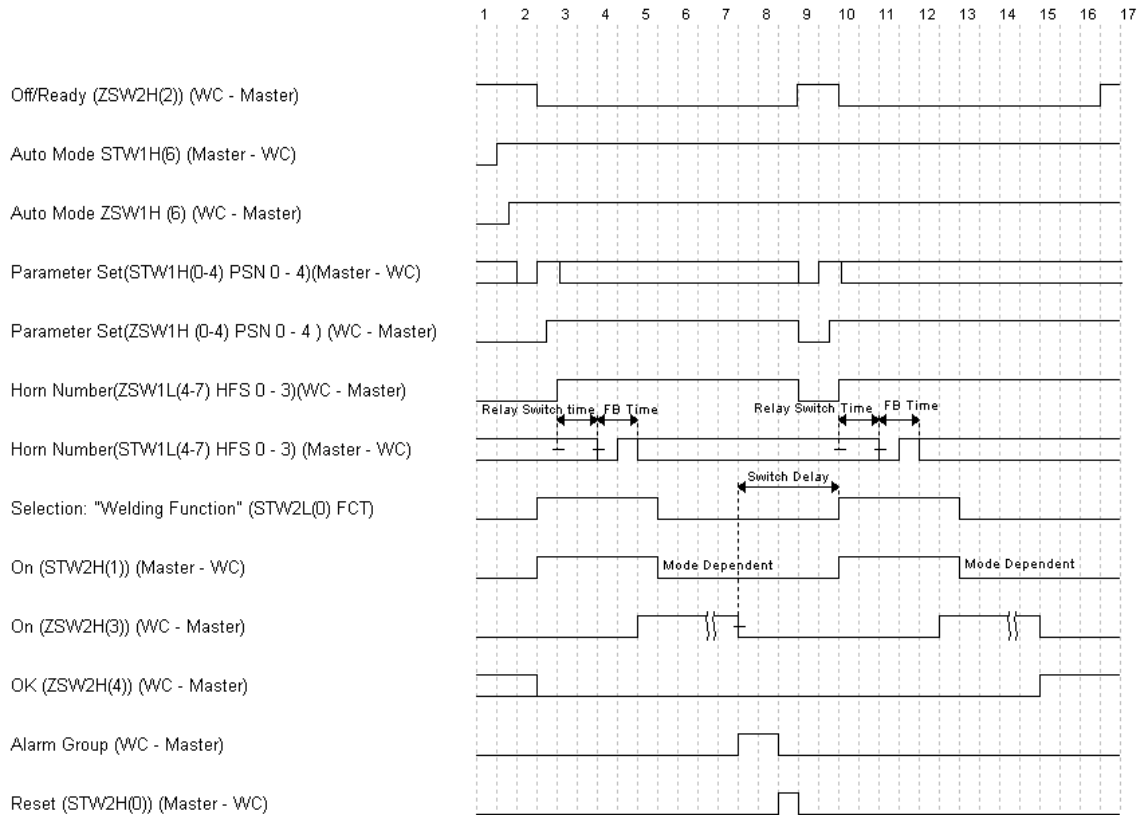 1 2 3 4 5 6 7 8 9 10 11 12 13 14 15 16 17
Off/Ready (ZSW2H(2)) (WC - Master)
Auto Mode STW1H(6) (Master - WC)
Auto Mode ZSW1H (6) (WC - Master)
Parameter Set(STW1H(0-4) PSN 0 - 4)(Master - WC)
Parameter Set(ZSW1H (0-4) PSN 0 - 4 ) (WC - Master)
Horn Number(ZSW1L(4-7) HFS 0 - 3)(WC - Master)
Relay Switch time FB Time Relay Switch Time FB Time
Horn Number(STW1L(4-7) HFS 0 - 3) (Master - WC)
Switch Delay
Selection: "Welding Function" (STW2L(0) FCT)
On (STW2H(1)) (Master - WC) Mode Dependent Mode Dependent
On (ZSW2H(3)) (WC - Master)
OK (ZSW2H(4)) (WC - Master)
Alarm Group (WC - Master)
Reset (STW2H(0)) (Master - WC)